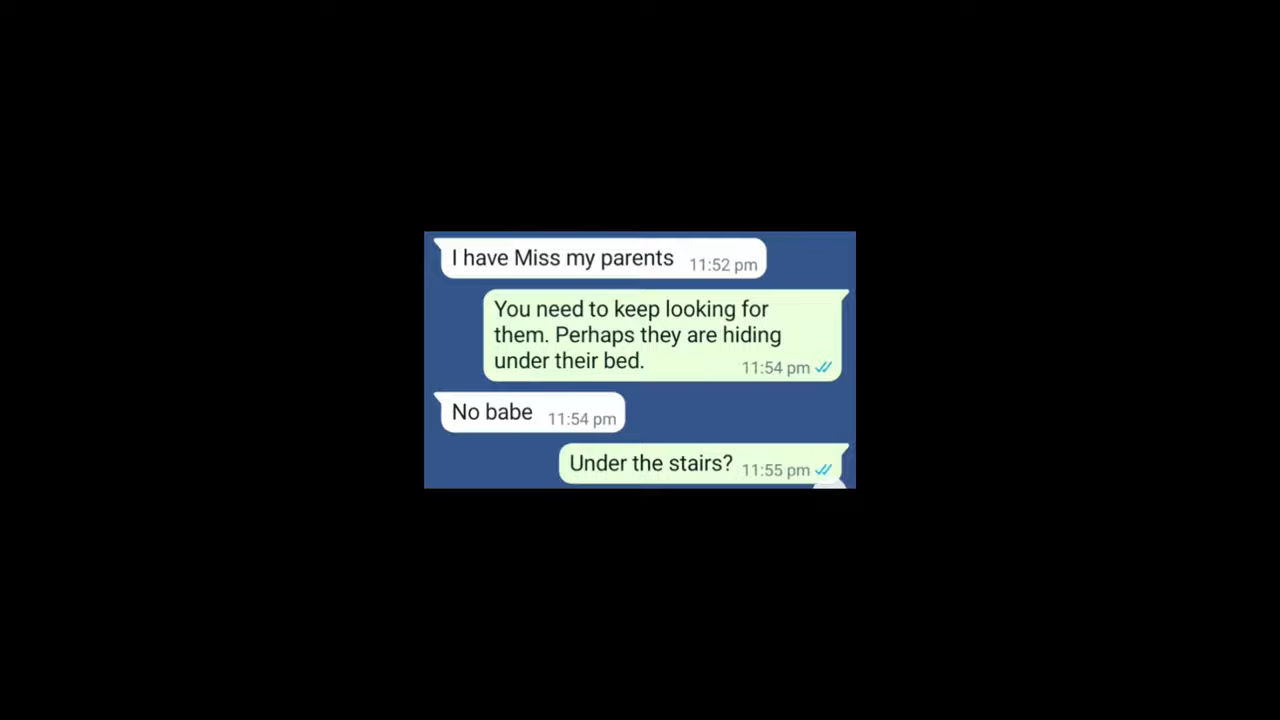 I have Miss my parents 11:52 pm
You need to keep looking for
them. Perhaps they are hiding
under their bed. 11:54 pm
No babe 11:54 pm
Under the stairs? 11:55 pm